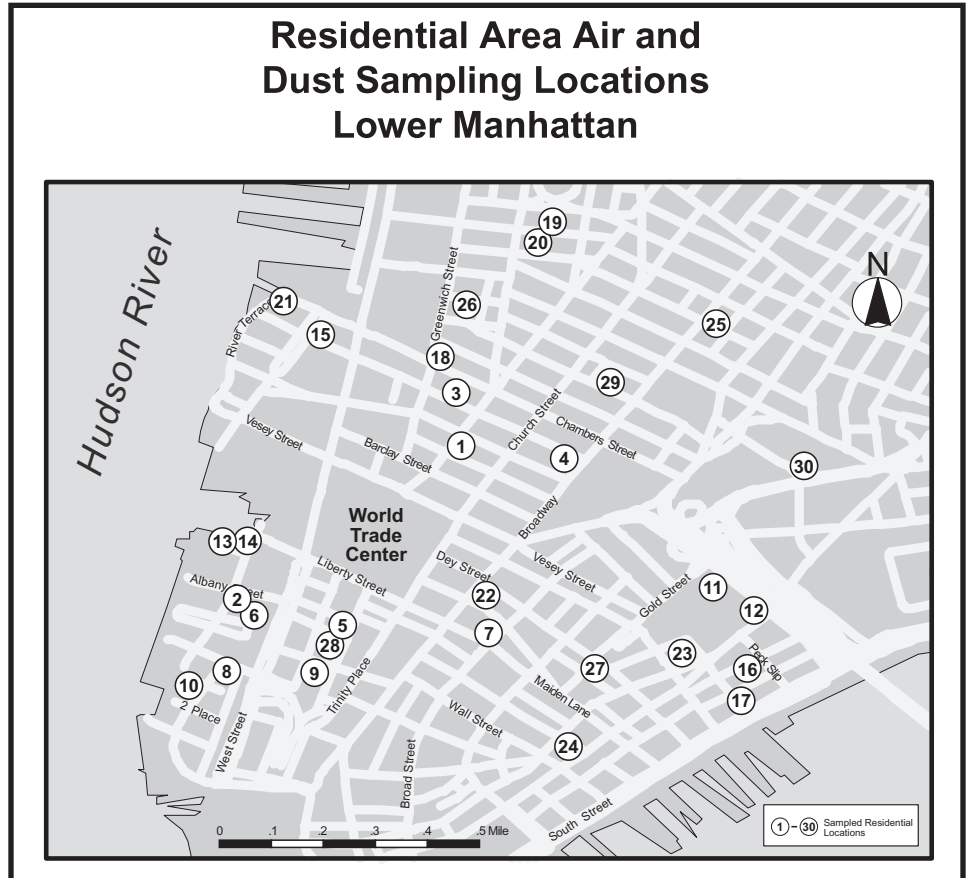 Residential Area Air and
Dust Sampling Locations
Lower Manhattan
Hudson River
19
20
N
21
Greenwich Street
26
River Terrace
15
25
18
3
29
Church Street
Vesey Street
Barclay Street
1
Chambers Street
4
30
World
Trade
Center
Broadway
13
14
Liberty Street
Dey Street
Vesey Street
Albany
eet
2
6
22
Gold Street
11
12
5
28
7
9
Trinity Place
27
23
Peck Slip
16
8
10
2 Place
Maiden Lane
17
West Street
Wall Street
24
Broad Street
South Street
0 .1 .2 .3 .4 .5 Mile
1 - 30 Sampled Residential
Locations